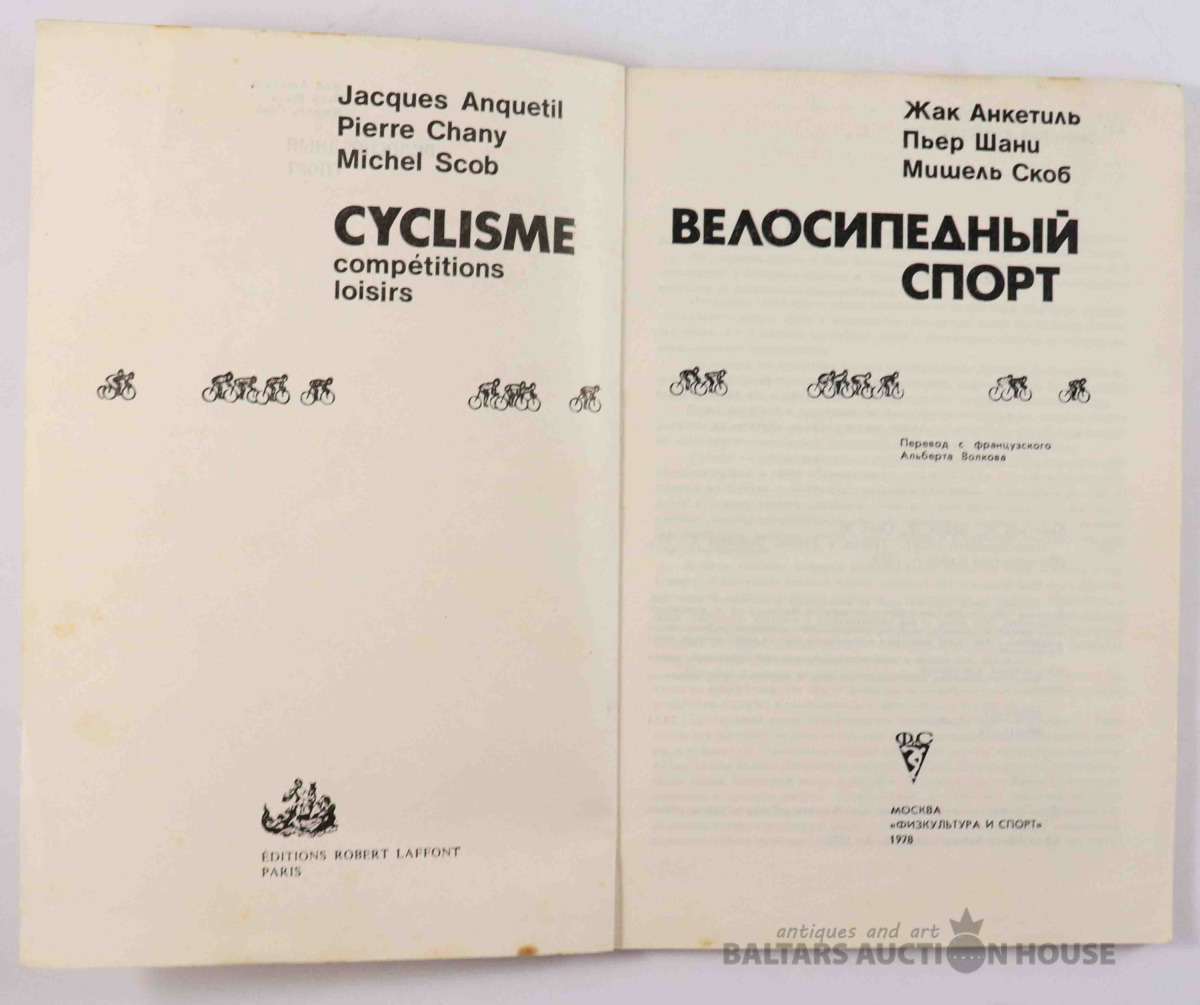 Jacques Anquetil
Pierre Chany
Michel Scob
CYCLISME
compétitions
loisirs
ÉDITIONS ROBERT LAFFONT
PARIS
Жак Анкетиль
Пьер Шани
Мишель Скоб
ВЕЛОСИПЕДНЫЙ
СПОРТ
Перевод с французского
Альберта Волкова
ФиС
МОСКВА
«ФИЗКУЛЬТУРА И СПОРТ»
1978
antiques and art
BALTARS AUCTION HOUSE